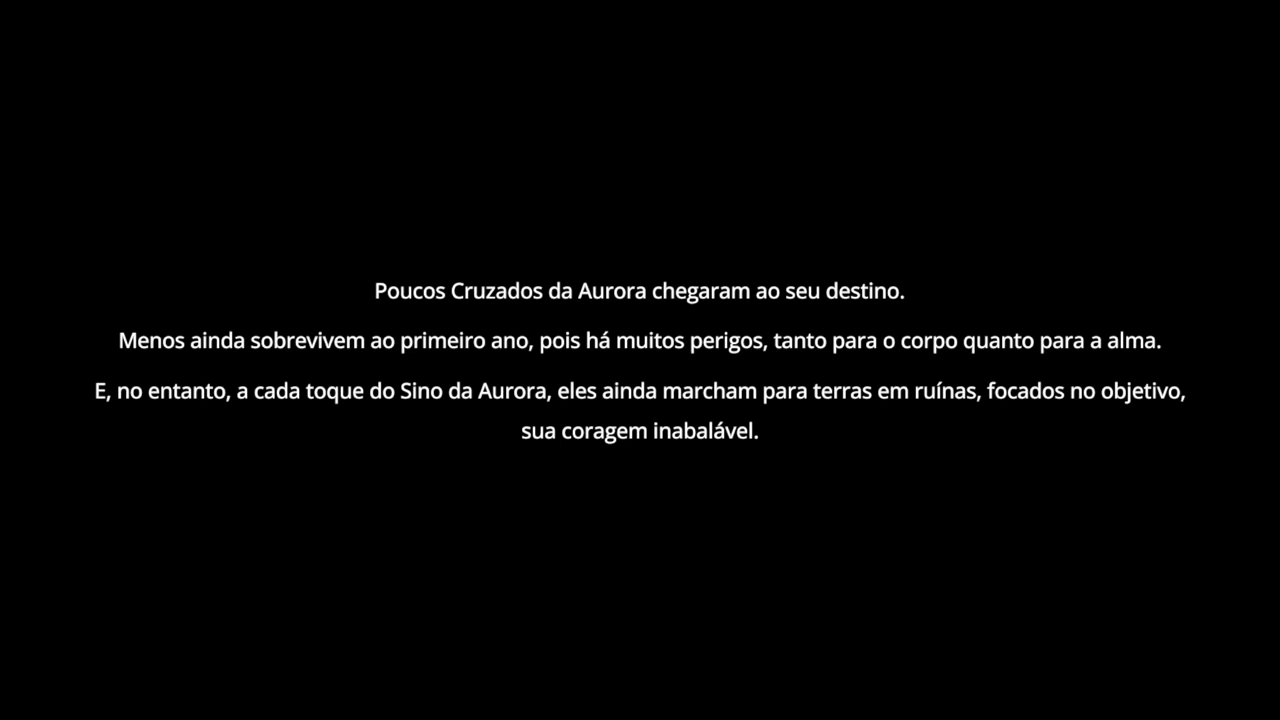 Poucos Cruzados da Aurora chegaram ao seu destino.
Menos ainda sobrevivem ao primeiro ano, pois há muitos perigos, tanto para o corpo quanto para a alma.
E, no entanto, a cada toque do Sino da Aurora, eles ainda marcham para terras em ruínas, focados no objetivo,
sua coragem inabalável.